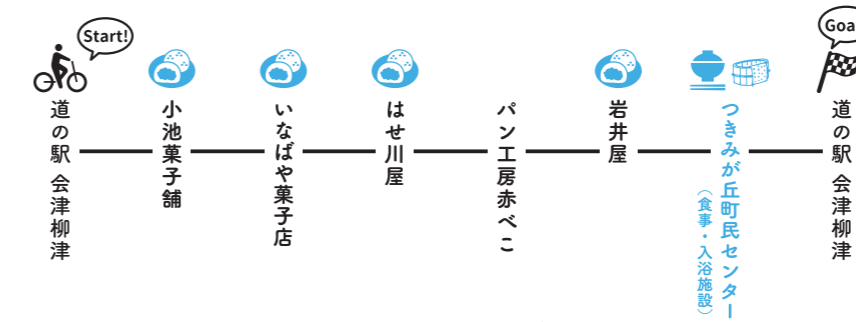 Start!
道の駅 会津柳津
小池菓子舗
いなばや菓子店
はせ川屋
パン工房赤べこ
岩井屋
つきみが丘町民センター
（食事・入浴施設）
Goa
道の駅 会津柳津